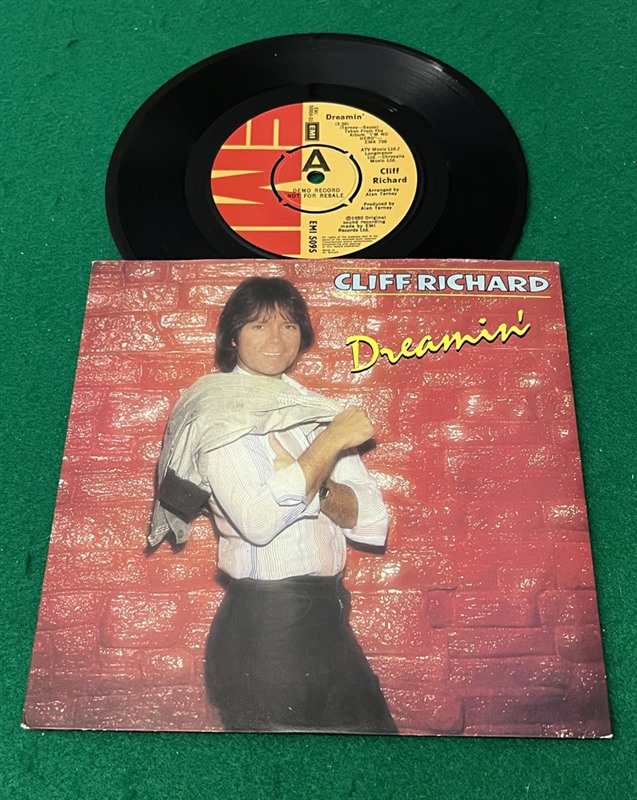 Dreamin'
(3.38)
(Tarney-Sayer)
Taken From The
Album "I'M NO
HERO"-
EMA 796
ATV Music Ltd./
Longmanor
Ltd.-Chrysalis
Music Ltd.
Cliff
Richard
Arranged by
Alan Tarney
Produced by
Alan Tarney
EMI
EMI
A
DEMO RECORD
NOT FOR RESALE
EMI 5095
℗1980 Original
sound recording
made by EMI
Records Ltd.
CLIFF RICHARD
Dreamin'